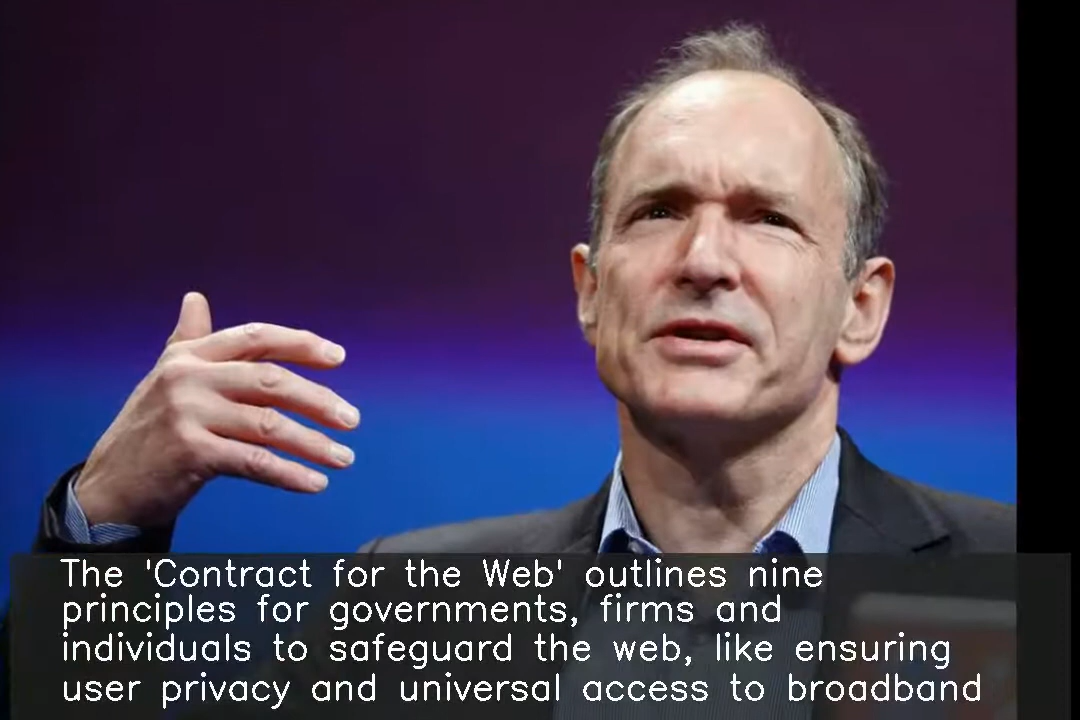 The 'Contract for the Web' outlines nine
principles for governments, firms and
individuals to safeguard the web, like ensuring
user privacy and universal access to broadband